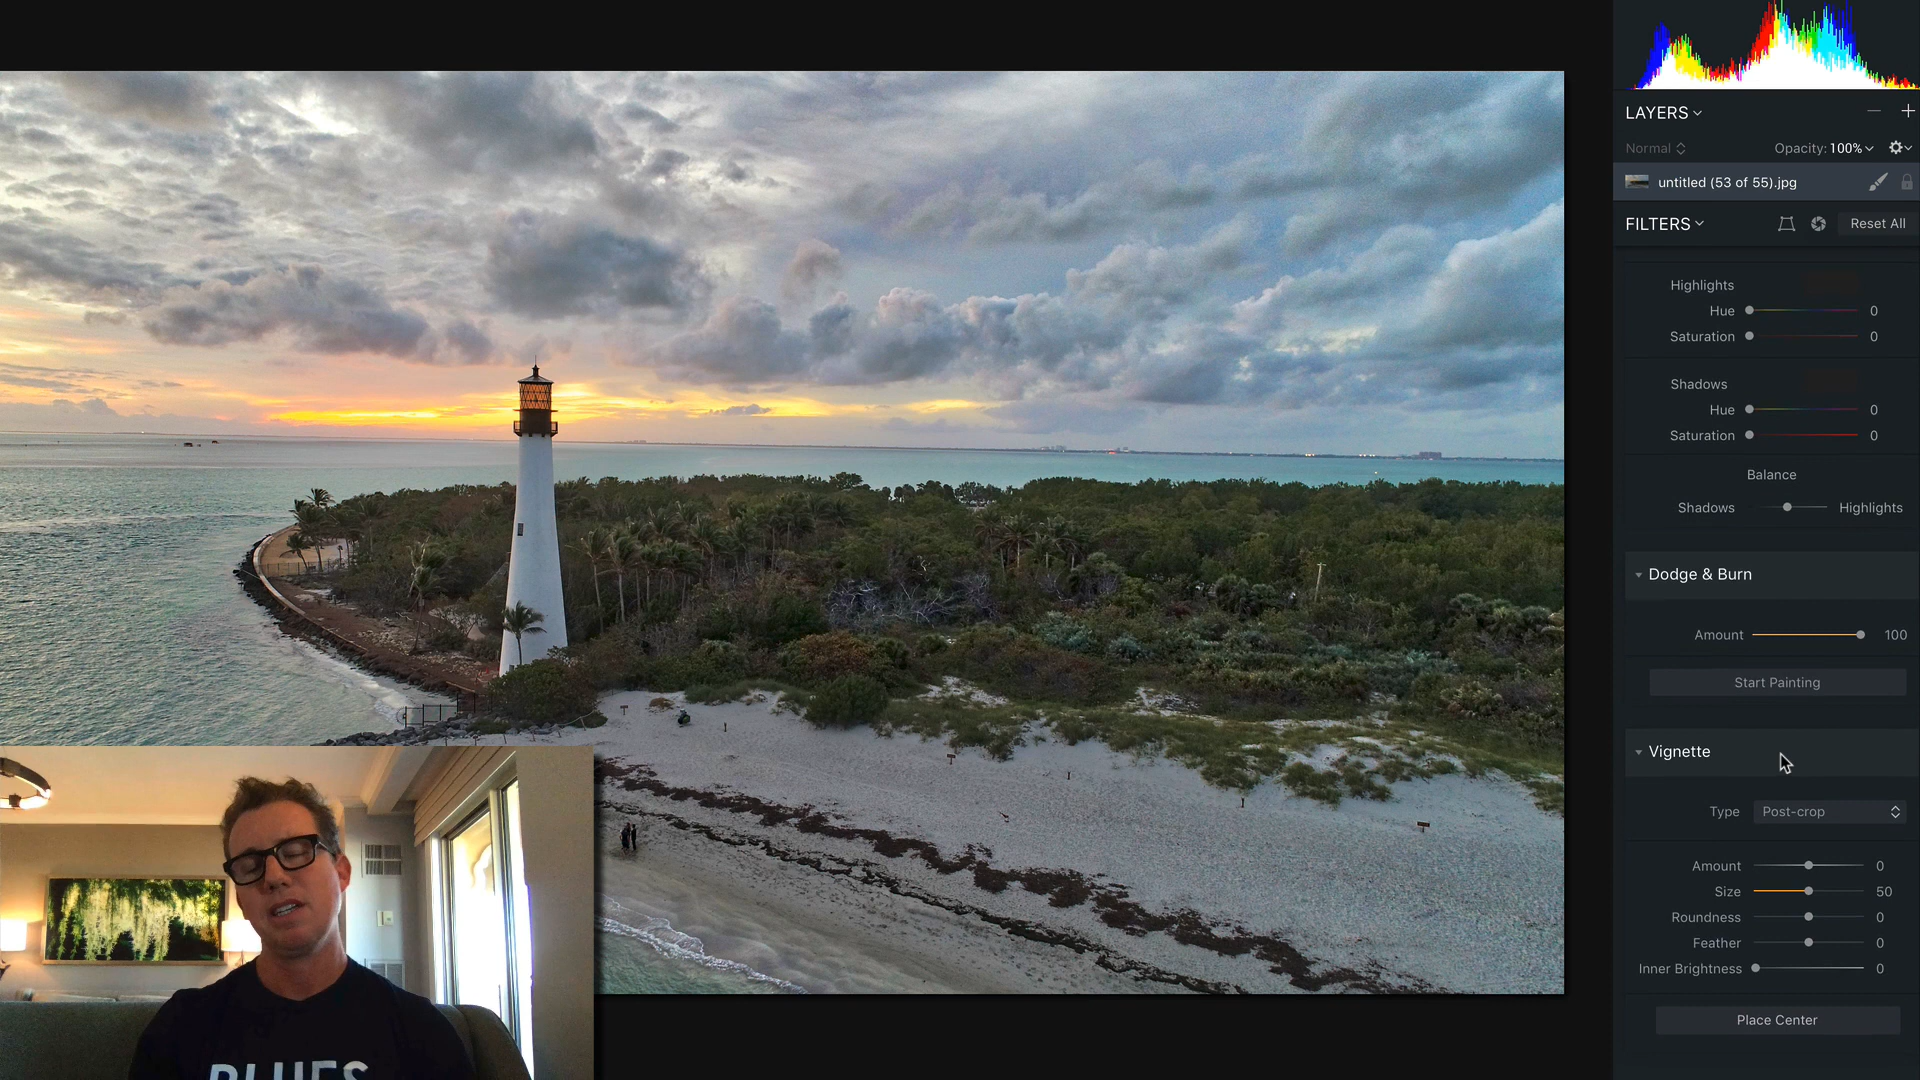 LAYERS
Normal Opacity: 100%
untitled (53 of 55).jpg
FILTERS Reset All
Highlights
Hue 0
Saturation 0
Shadows
Hue 0
Saturation 0
Balance
Shadows Highlights
Dodge & Burn
Amount 100
Start Painting
Vignette
Type Post-crop
Amount 0
Size 50
Roundness 0
Feather 0
Inner Brightness 0
Place Center
BLUES